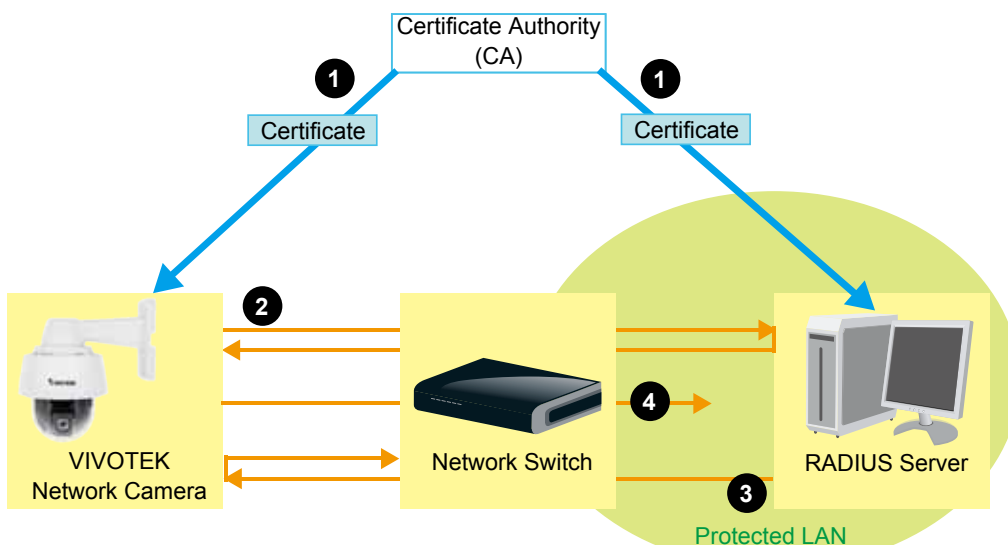 Certificate Authority
(CA)
1
1
Certificate
Certificate
2
4
VIVOTEK
Network Camera
Network Switch
RADIUS Server
3
Protected LAN